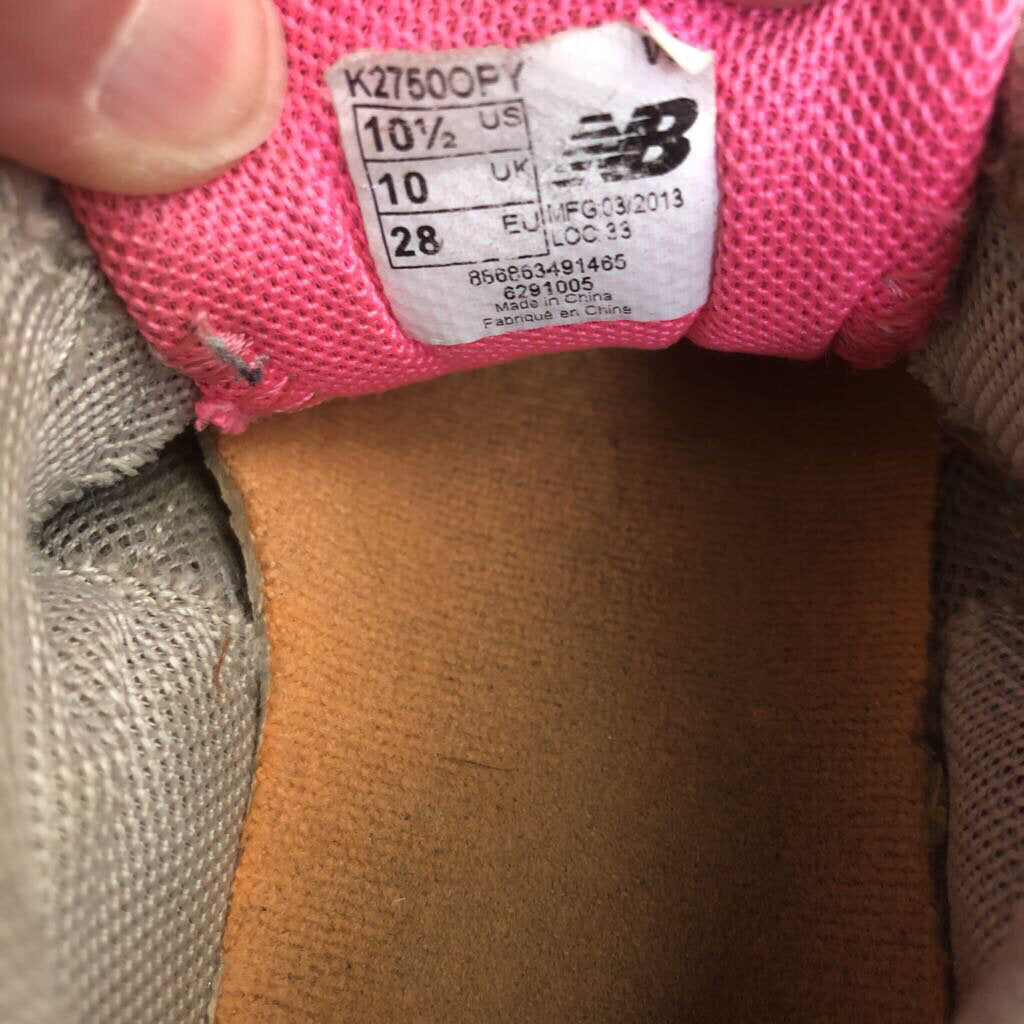 K2750OPY
W
10½ US
10 UK
28 EU
NB
MFG 03/2013
LOC 33
856863491465
6291005
Made in China
Fabriqué en Chine